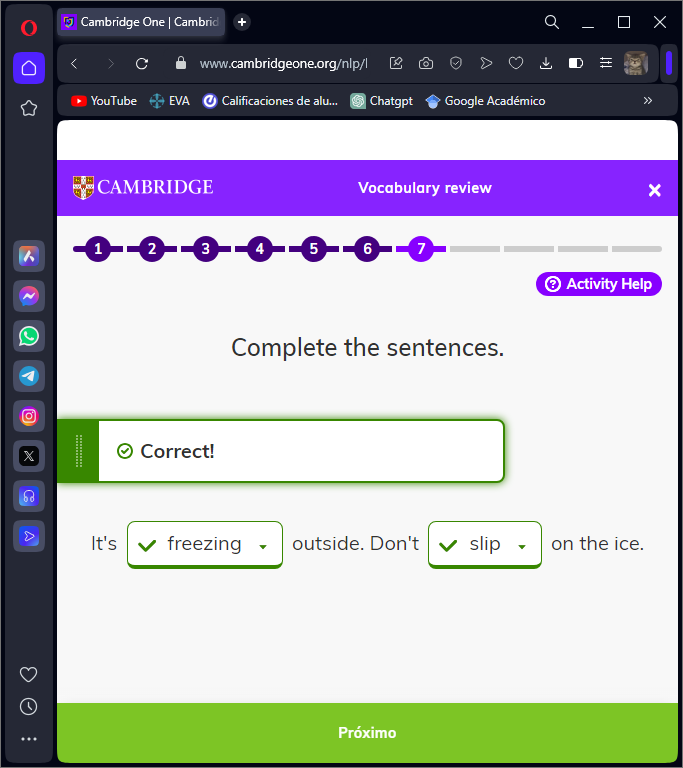 Cambridge One | Cambrid
www.cambridgeone.org/nlp/l
YouTube EVA Calificaciones de alu... Chatgpt Google Académico »
CAMBRIDGE Vocabulary review
1 2 3 4 5 6 7
Activity Help
Complete the sentences.
Correct!
It's freezing outside. Don't slip on the ice.
Próximo